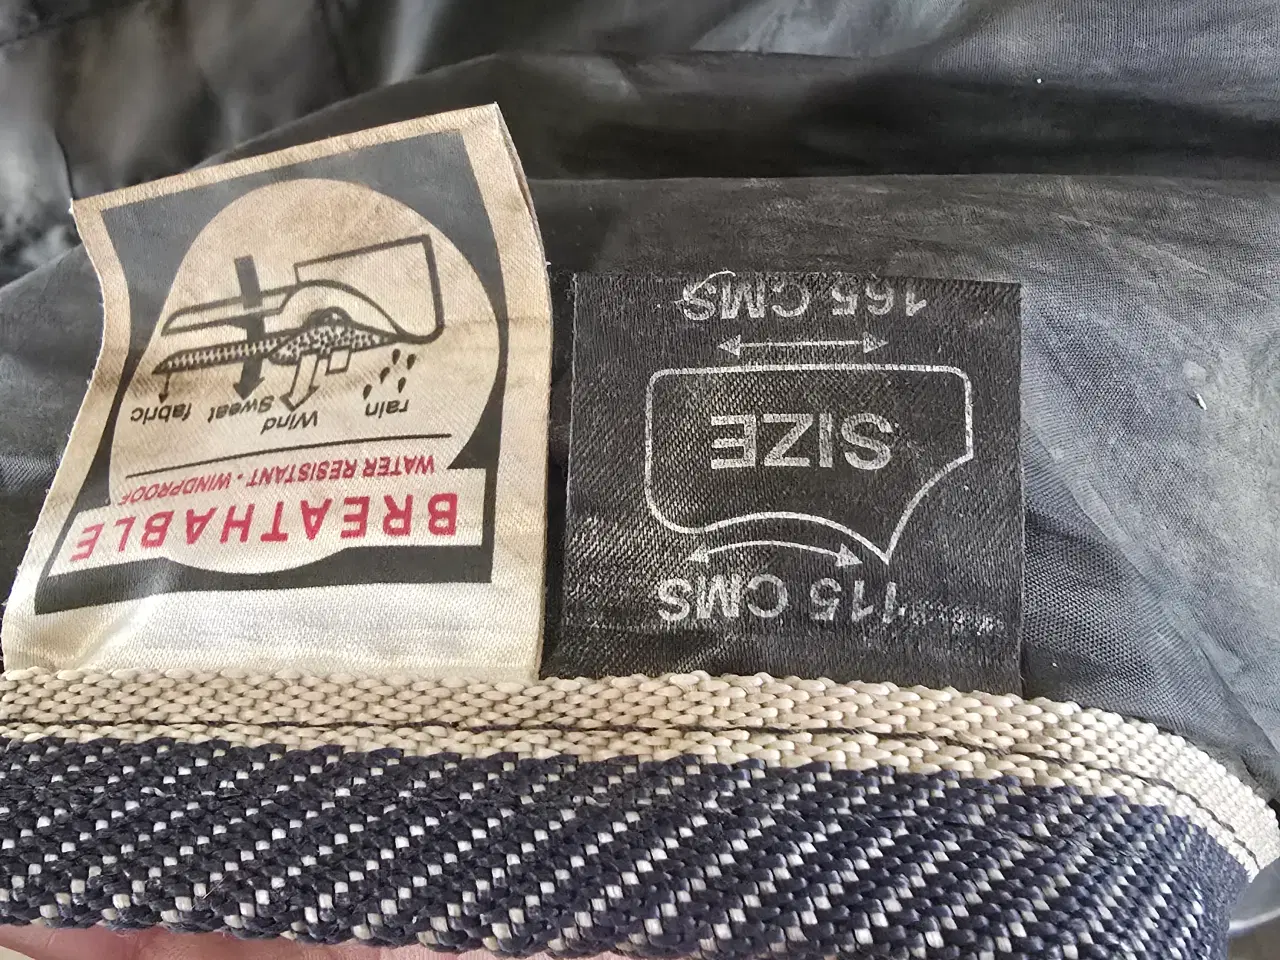 BREATHABLE
WATER RESISTANT · WINDPROOF
rain Wind Sweat fabric
115 CMS
SIZE
165 CMS